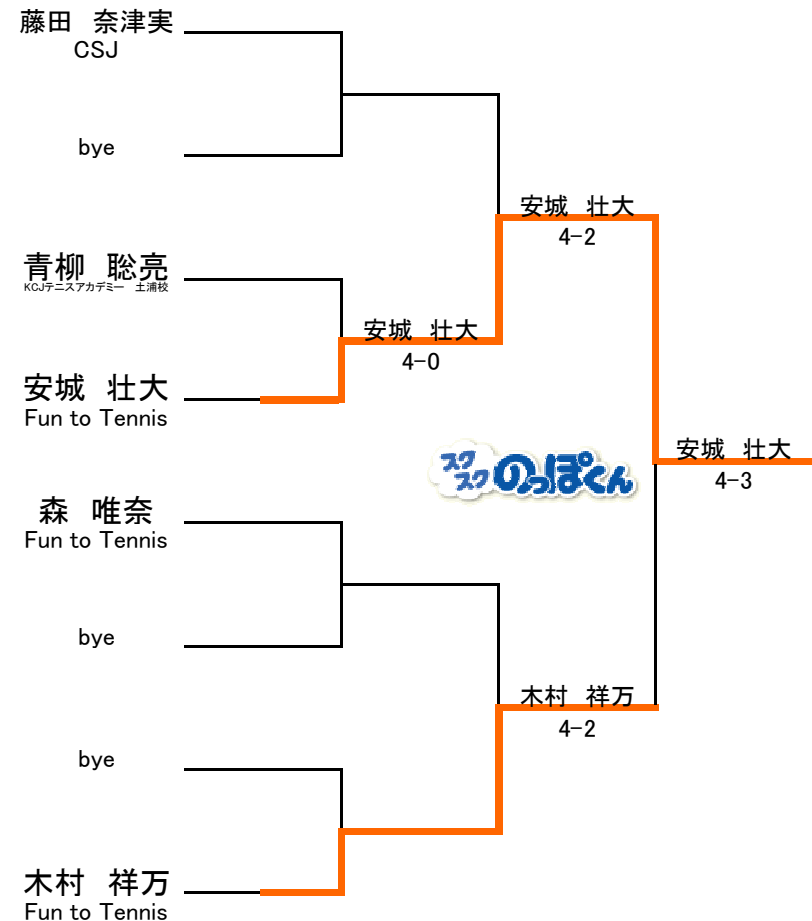 藤田　奈津実
CSJ
bye
安城　壮大
4-2
青柳　聡亮
KCJテニスアカデミー　土浦校
安城　壮大
4-0
安城　壮大
Fun to Tennis
安城　壮大
4-3
スク
スク
のっぽくん
森　唯奈
Fun to Tennis
bye
木村　祥万
4-2
bye
木村　祥万
Fun to Tennis